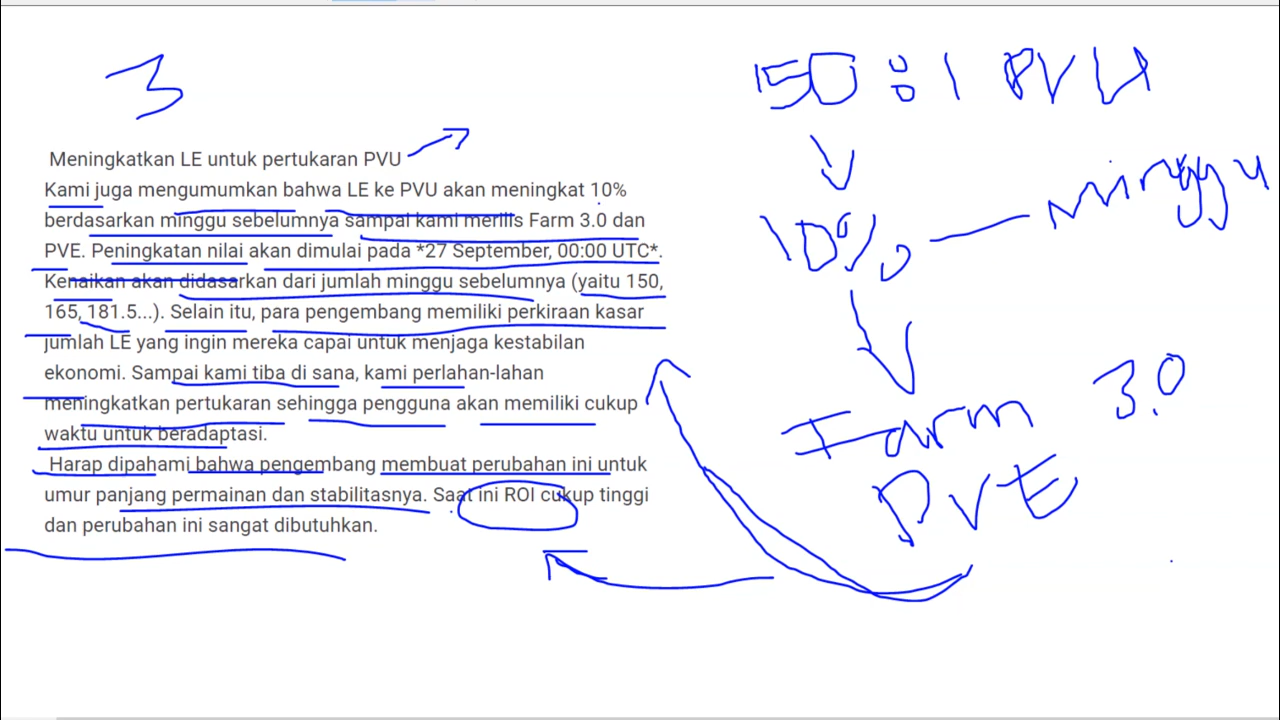 3
Meningkatkan LE untuk pertukaran PVU
Kami juga mengumumkan bahwa LE ke PVU akan meningkat 10%
berdasarkan minggu sebelumnya sampai kami merilis Farm 3.0 dan
PVE. Peningkatan nilai akan dimulai pada *27 September, 00:00 UTC*.
Kenaikan akan didasarkan dari jumlah minggu sebelumnya (yaitu 150,
165, 181.5...). Selain itu, para pengembang memiliki perkiraan kasar
jumlah LE yang ingin mereka capai untuk menjaga kestabilan
ekonomi. Sampai kami tiba di sana, kami perlahan-lahan
meningkatkan pertukaran sehingga pengguna akan memiliki cukup
waktu untuk beradaptasi.
Harap dipahami bahwa pengembang membuat perubahan ini untuk
umur panjang permainan dan stabilitasnya. Saat ini ROI cukup tinggi
dan perubahan ini sangat dibutuhkan.
150 : 1 PVU
10% — minggu
Farm 3.0
PVE